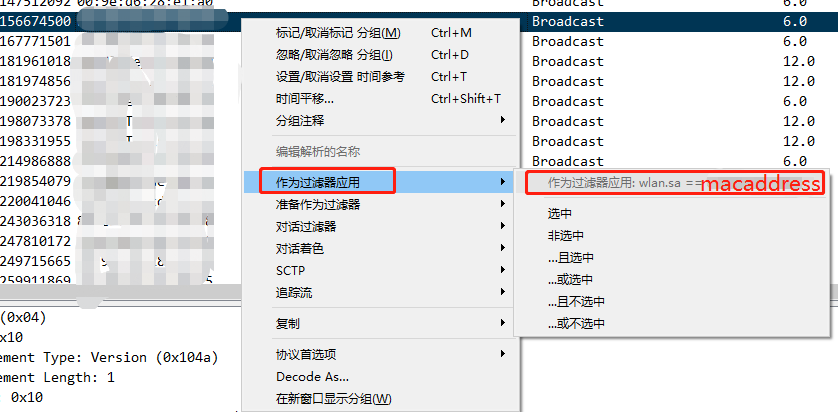 147512092 00:9e:d6:28:e1:a0 Broadcast 6.0
156674500 Broadcast 6.0
167771501 Broadcast 6.0
181961018 Broadcast 12.0
181974856 Broadcast 12.0
190023723 Broadcast 6.0
198073378 Broadcast 12.0
198331955 Broadcast 12.0
214986888 Broadcast 6.0
219854079
220041046
243036318
247810172
249715665
259911869
标记/取消标记 分组(M) Ctrl+M
忽略/取消忽略 分组(I) Ctrl+D
设置/取消设置 时间参考 Ctrl+T
时间平移... Ctrl+Shift+T
分组注释
编辑解析的名称
作为过滤器应用
准备作为过滤器
对话过滤器
对话着色
SCTP
追踪流
复制
协议首选项
Decode As...
在新窗口显示分组(W)
作为过滤器应用: wlan.sa == macaddress
选中
非选中
...且选中
...或选中
...且不选中
...或不选中
(0x04)
x10
ement Type: Version (0x104a)
ement Length: 1
: 0x10